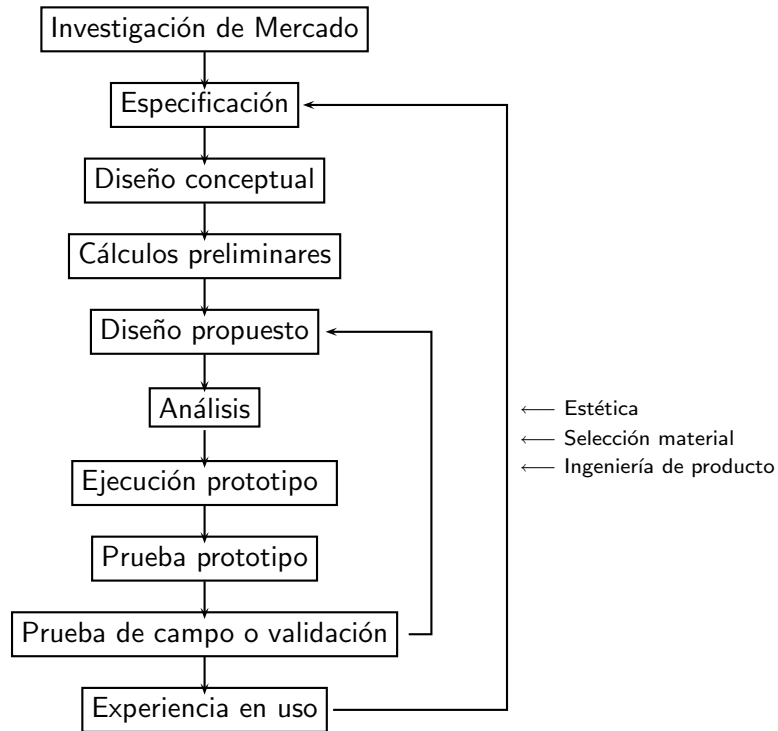 Investigación de Mercado
Especificación
Diseño conceptual
Cálculos preliminares
Diseño propuesto
Análisis
Ejecución prototipo
Prueba prototipo
Prueba de campo o validación
Experiencia en uso
Estética
Selección material
Ingeniería de producto